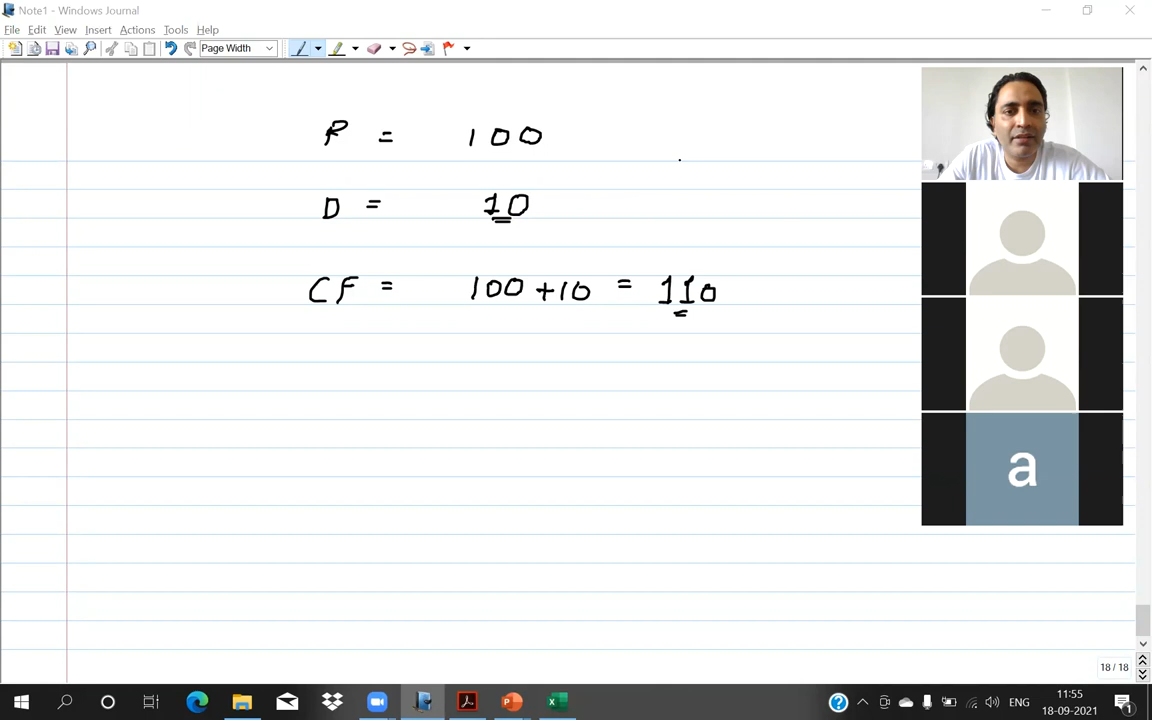 Note1 - Windows Journal
File Edit View Insert Actions Tools Help
Page Width
P = 100
D = 10
CF = 100 + 10 = 110
a
18 / 18
ENG
11:55
18-09-2021
1